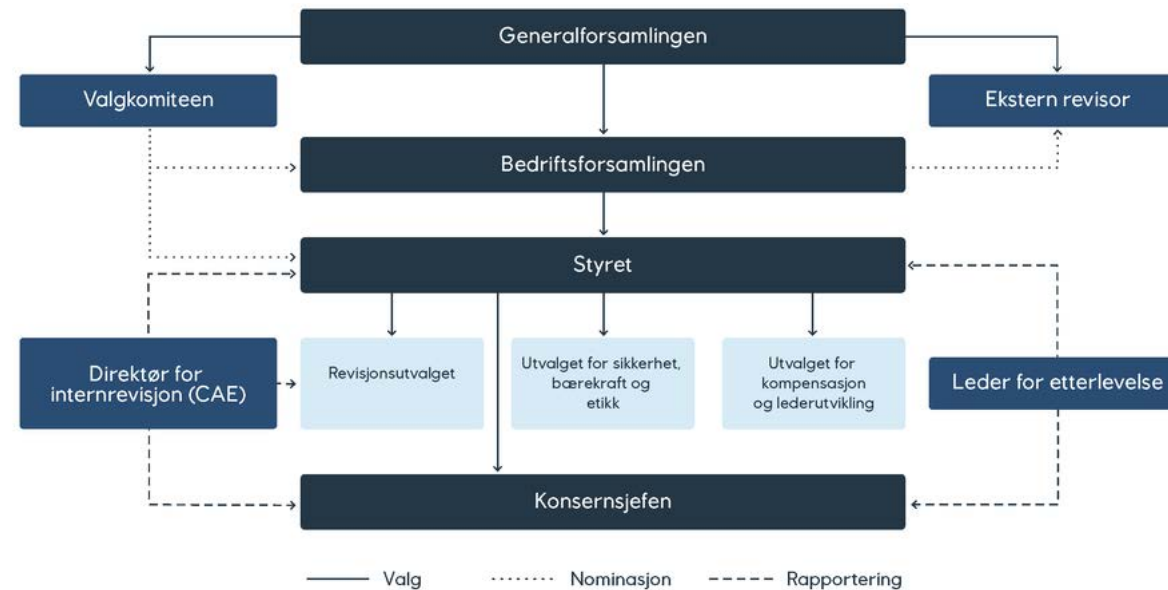 Generalforsamlingen
Valgkomiteen
Ekstern revisor
Bedriftsforsamlingen
Styret
Direktør for
internrevisjon (CAE)
Revisjonsutvalget
Utvalget for sikkerhet,
bærekraft og
etikk
Utvalget for
kompensasjon
og lederutvikling
Leder for etterlevelse
Konsernsjefen
Valg
Nominasjon
Rapportering